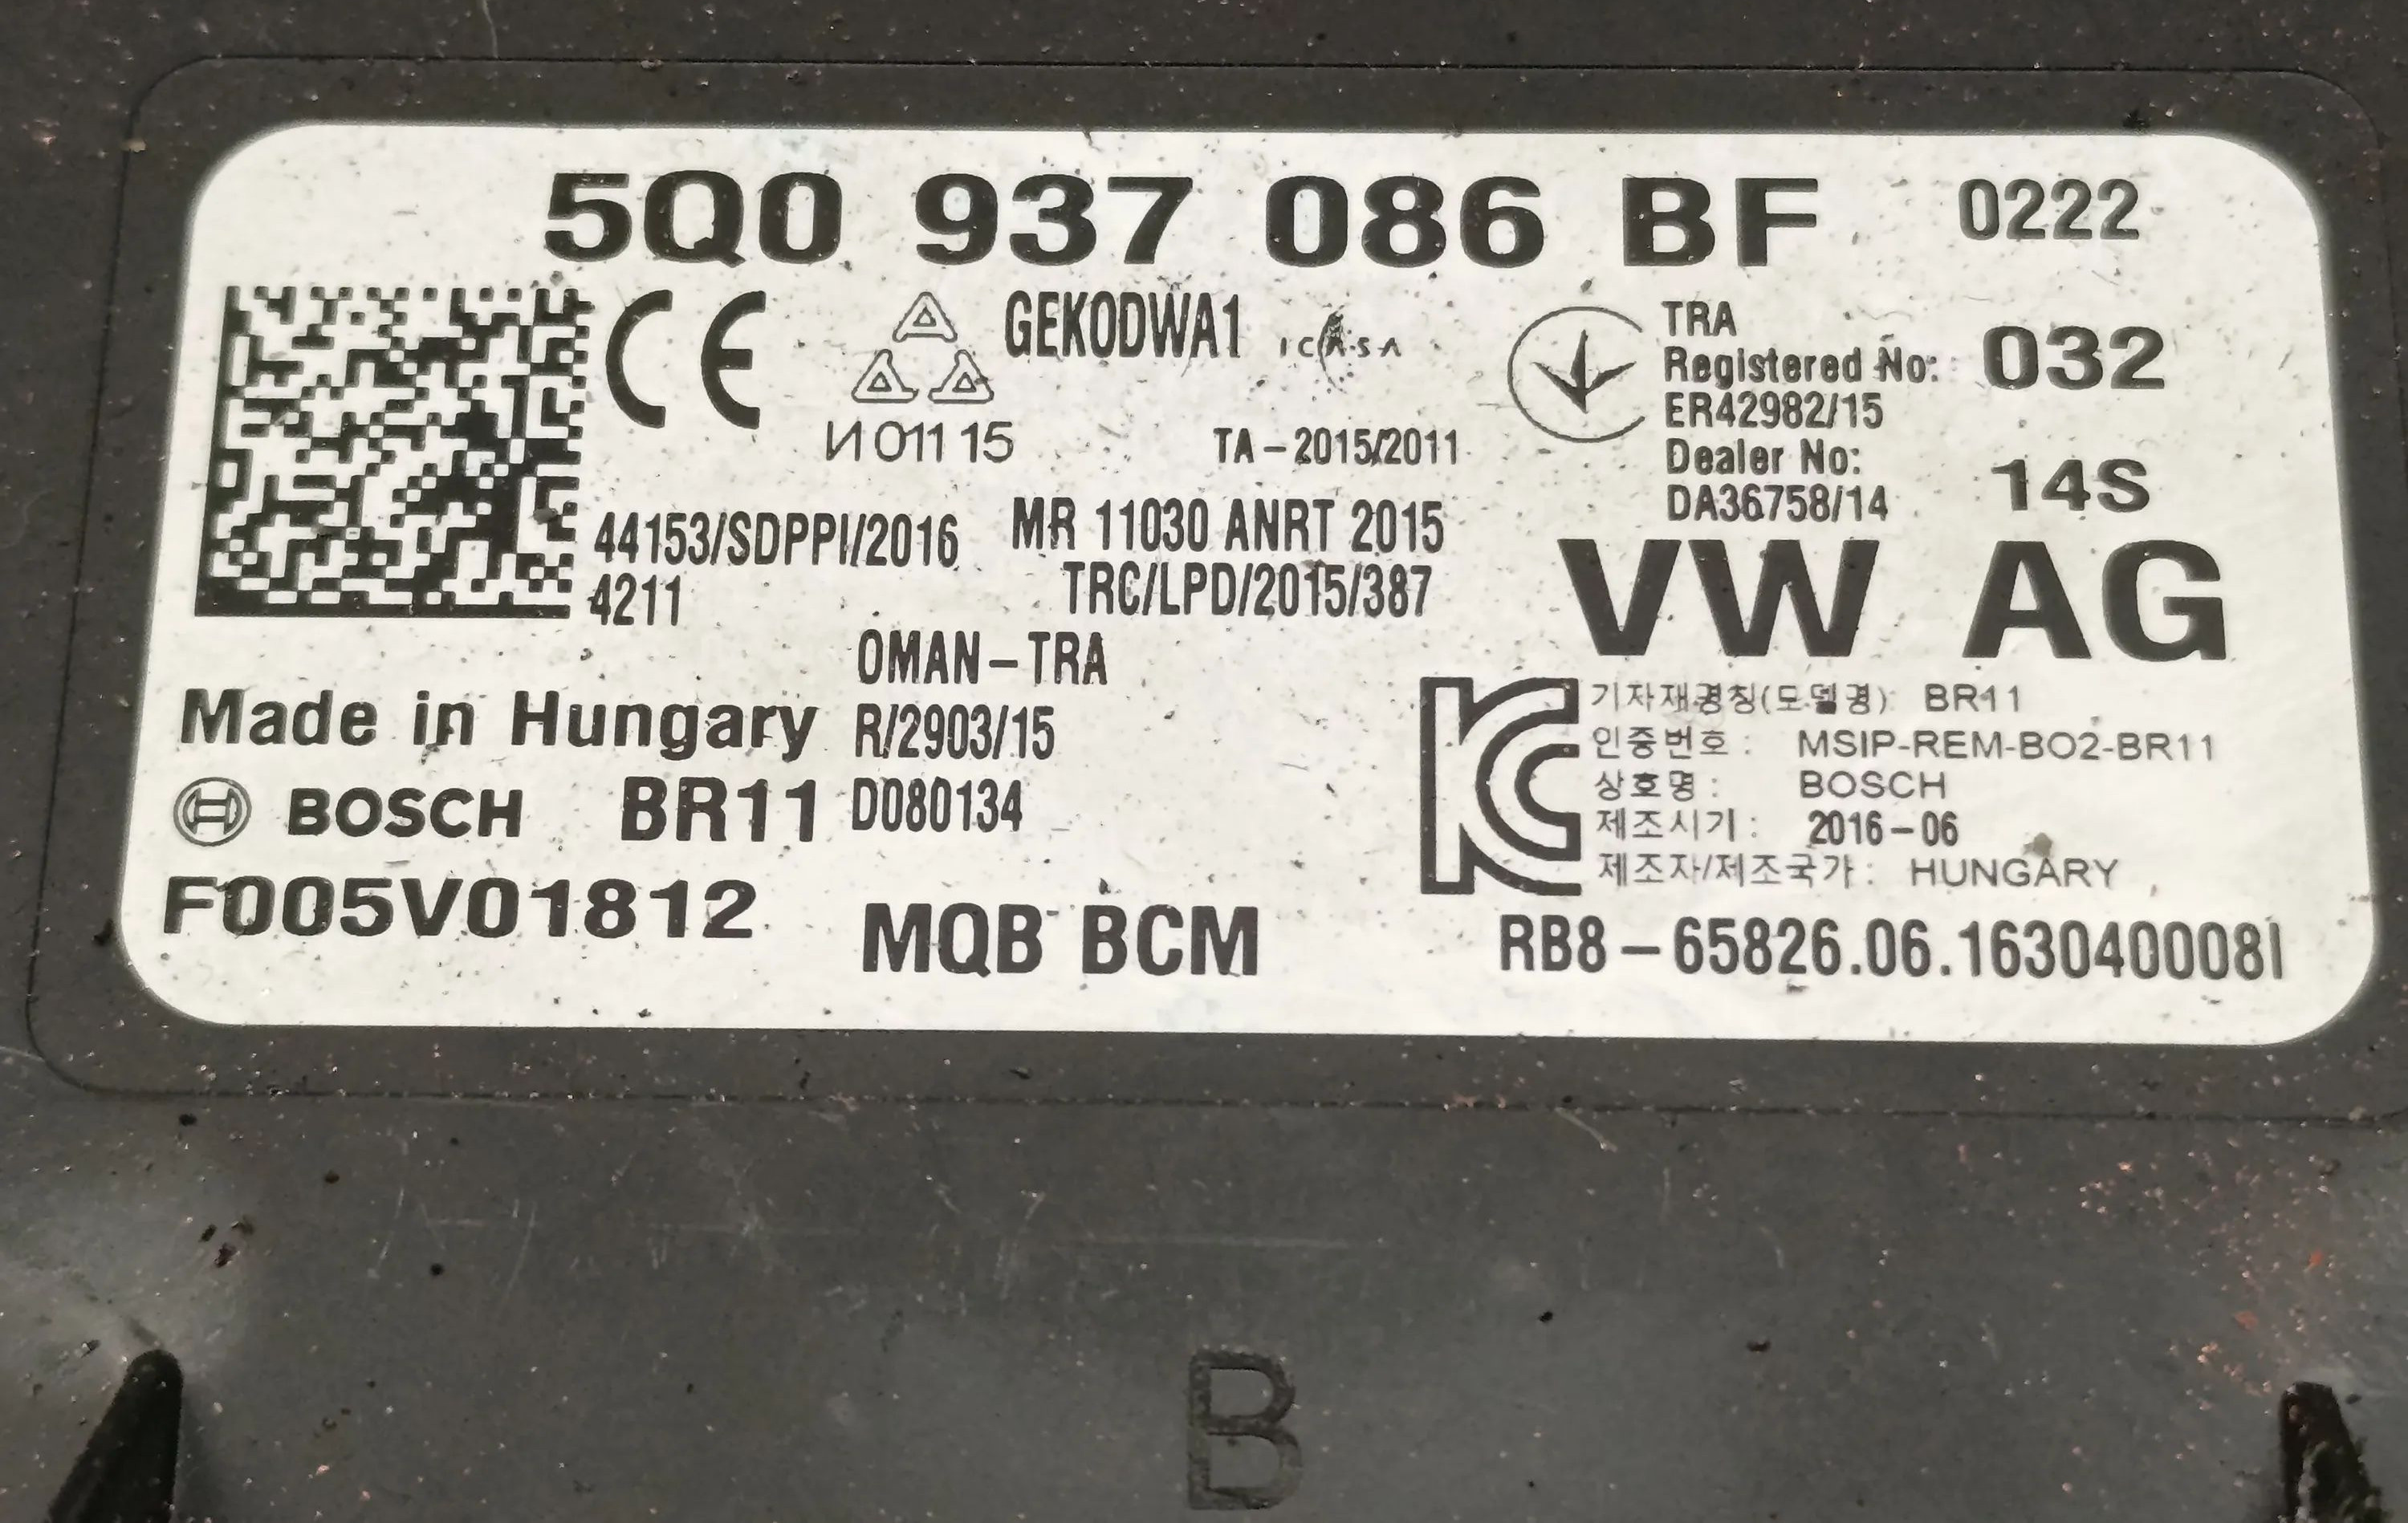 5Q0 937 086 BF 0222
CE
GEKODWA1
ICASA
И 011 15
TA-2015/2011
TRA
Registered No:
ER42982/15
Dealer No:
DA36758/14
032
14S
44153/SDPPI/2016
4211
MR 11030 ANRT 2015
TRC/LPD/2015/387
VW AG
OMAN-TRA
R/2903/15
D080134
Made in Hungary
BOSCH BR11
F005V01812
MQB BCM
KC
기자재명칭(모델명) BR11
인증번호: MSIP-REM-BO2-BR11
상호명: BOSCH
제조시기: 2016-06
제조자/제조국가: HUNGARY
RB8-65826.06.1630400081
B